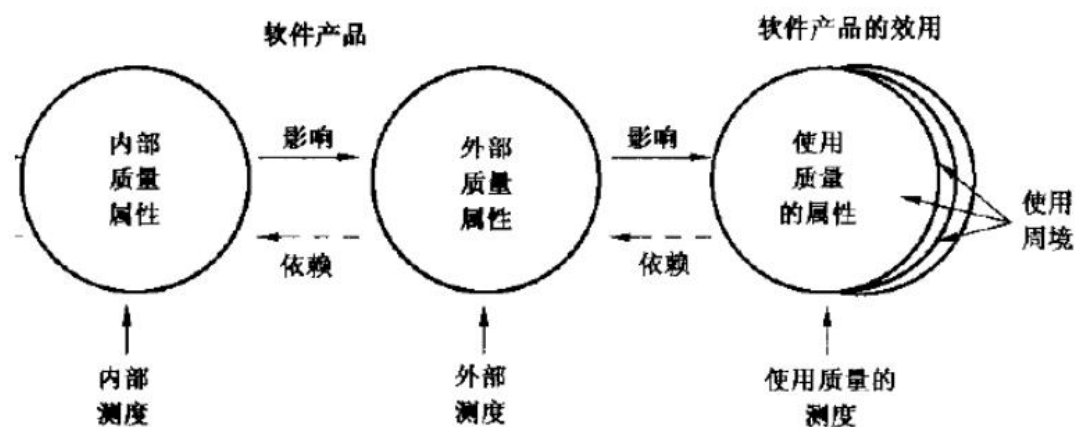 软件产品
软件产品的效用
内部
质量
属性
影响
依赖
外部
质量
属性
影响
依赖
使用
质量
的属性
使用
周境
内部
测度
外部
测度
使用质量的
测度